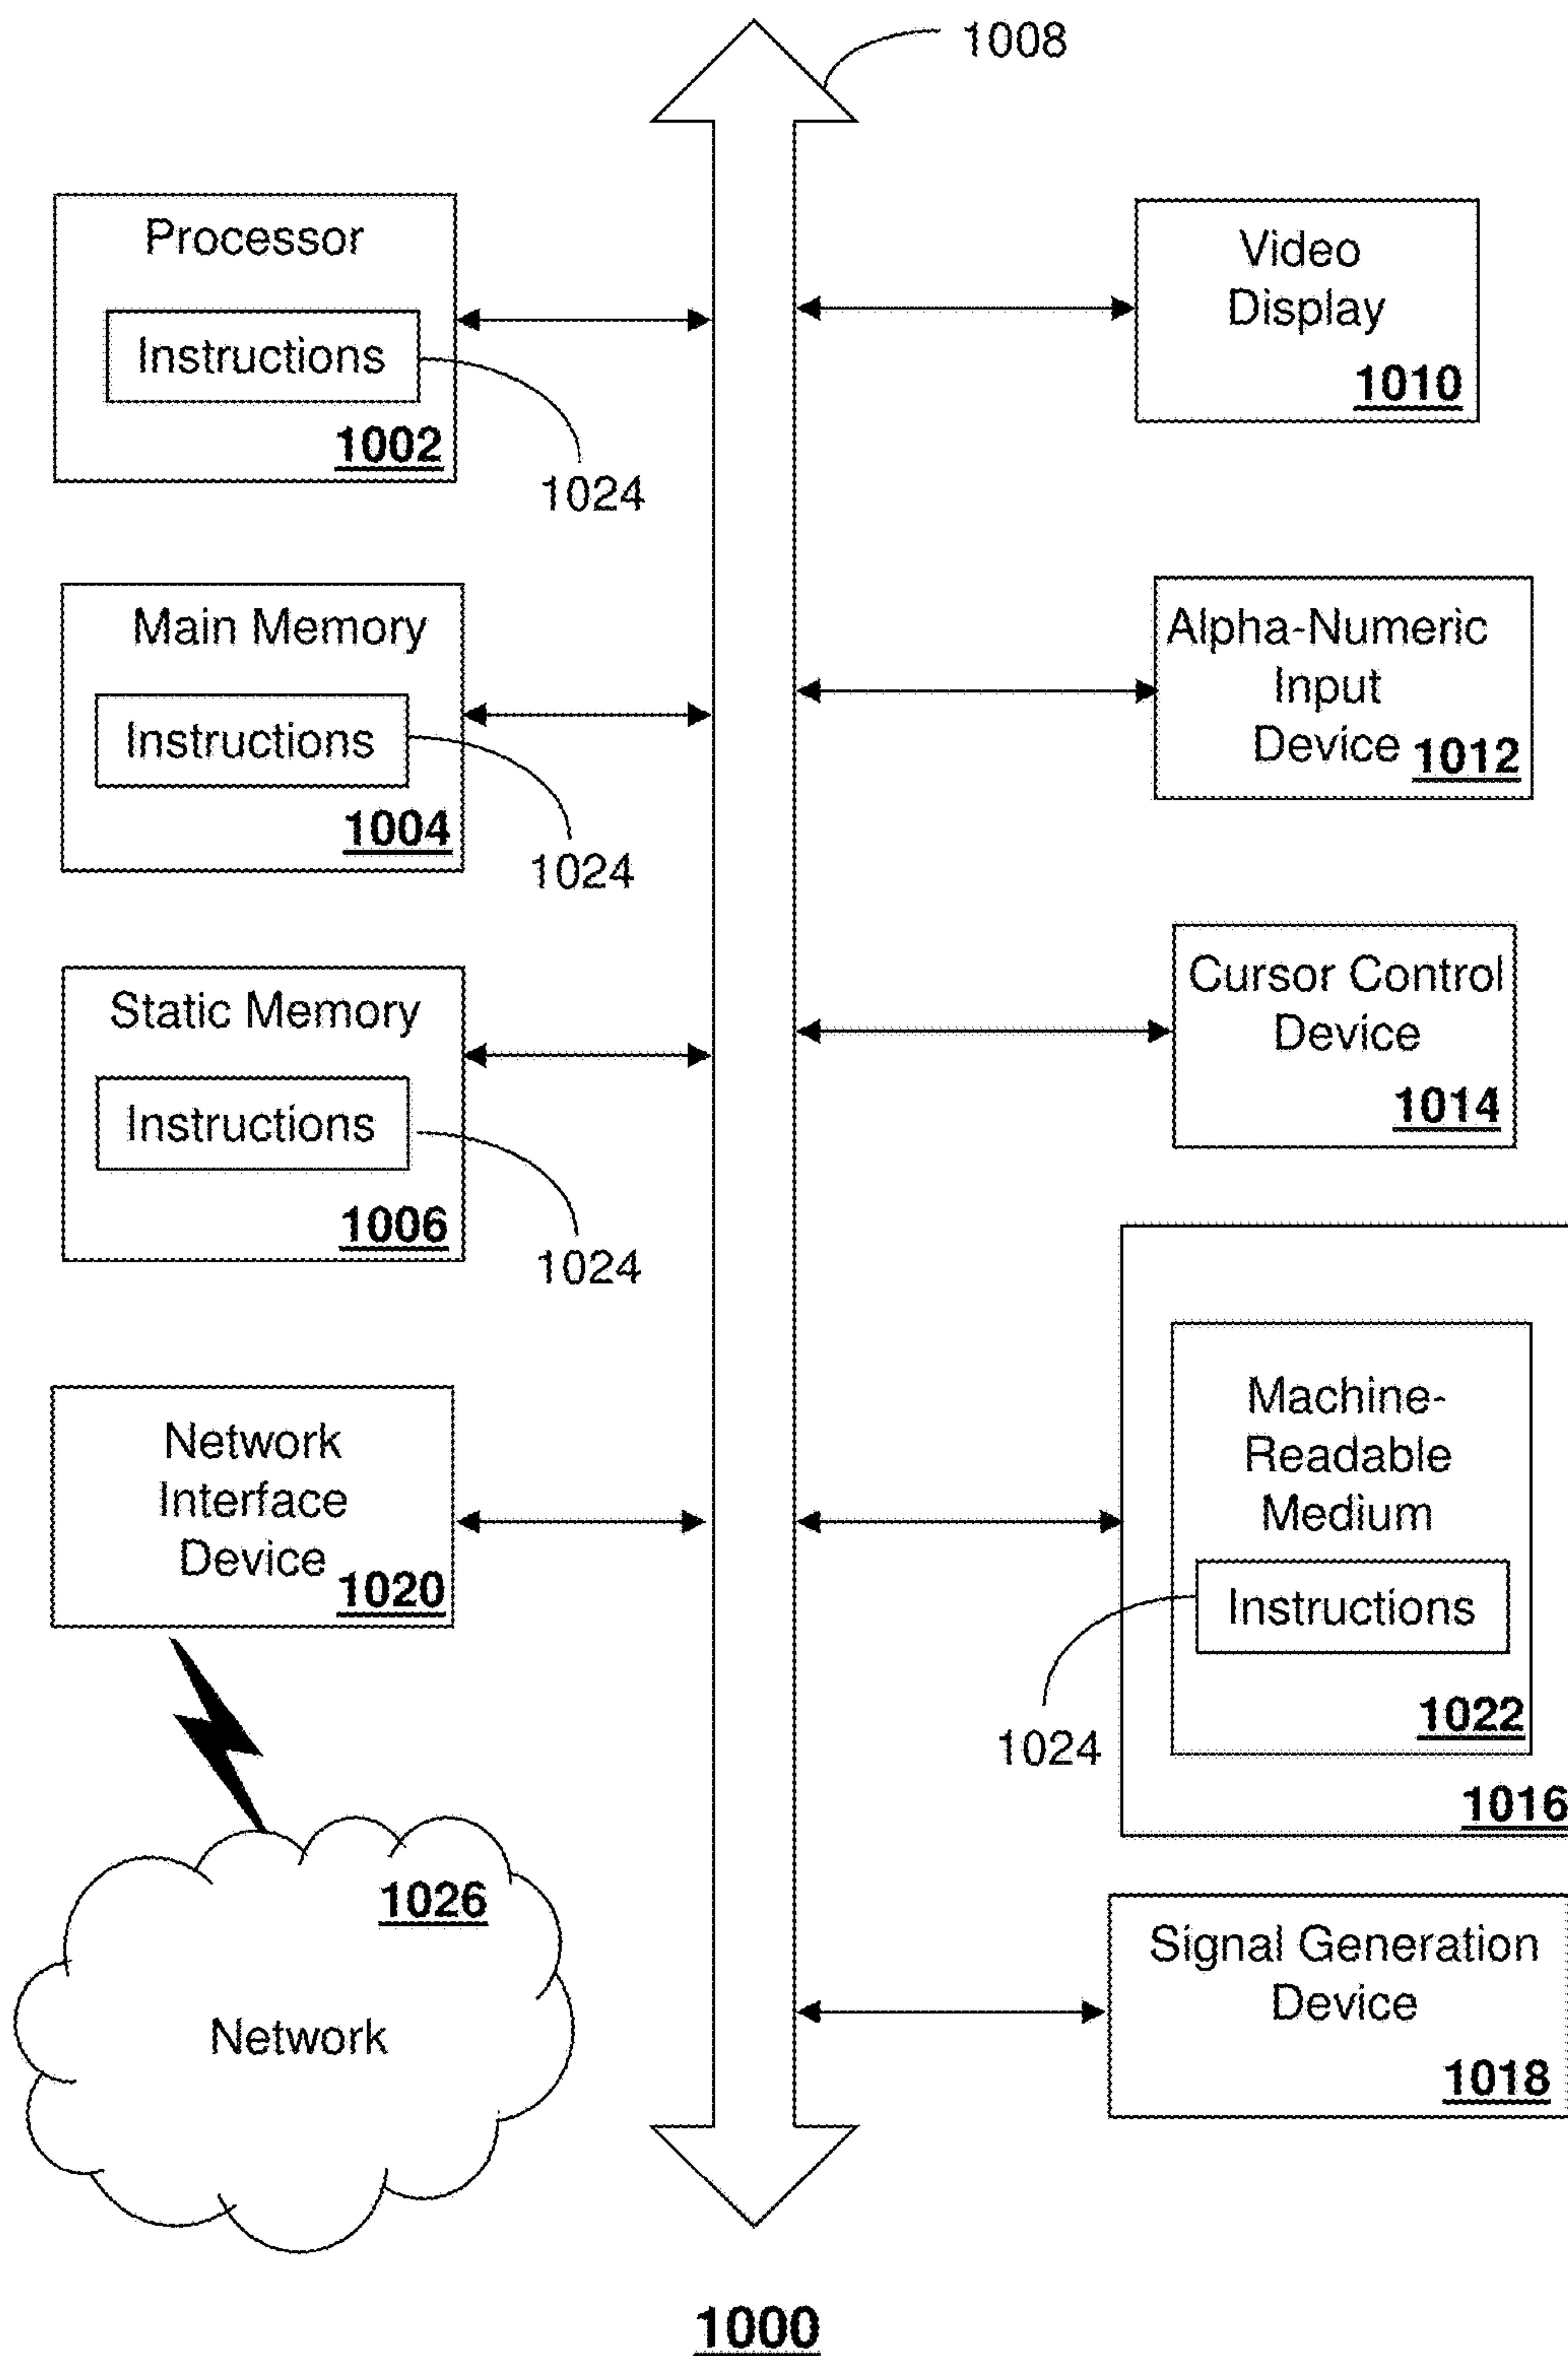 1008
Processor
Instructions
1002
1024
Main Memory
Instructions
1004
1024
Static Memory
Instructions
1006
1024
Network
Interface
Device
1020
1026
Network
Video
Display
1010
Alpha-Numeric
Input
Device
1012
Cursor Control
Device
1014
Machine-
Readable
Medium
Instructions
1024
1022
1016
Signal Generation
Device
1018
1000